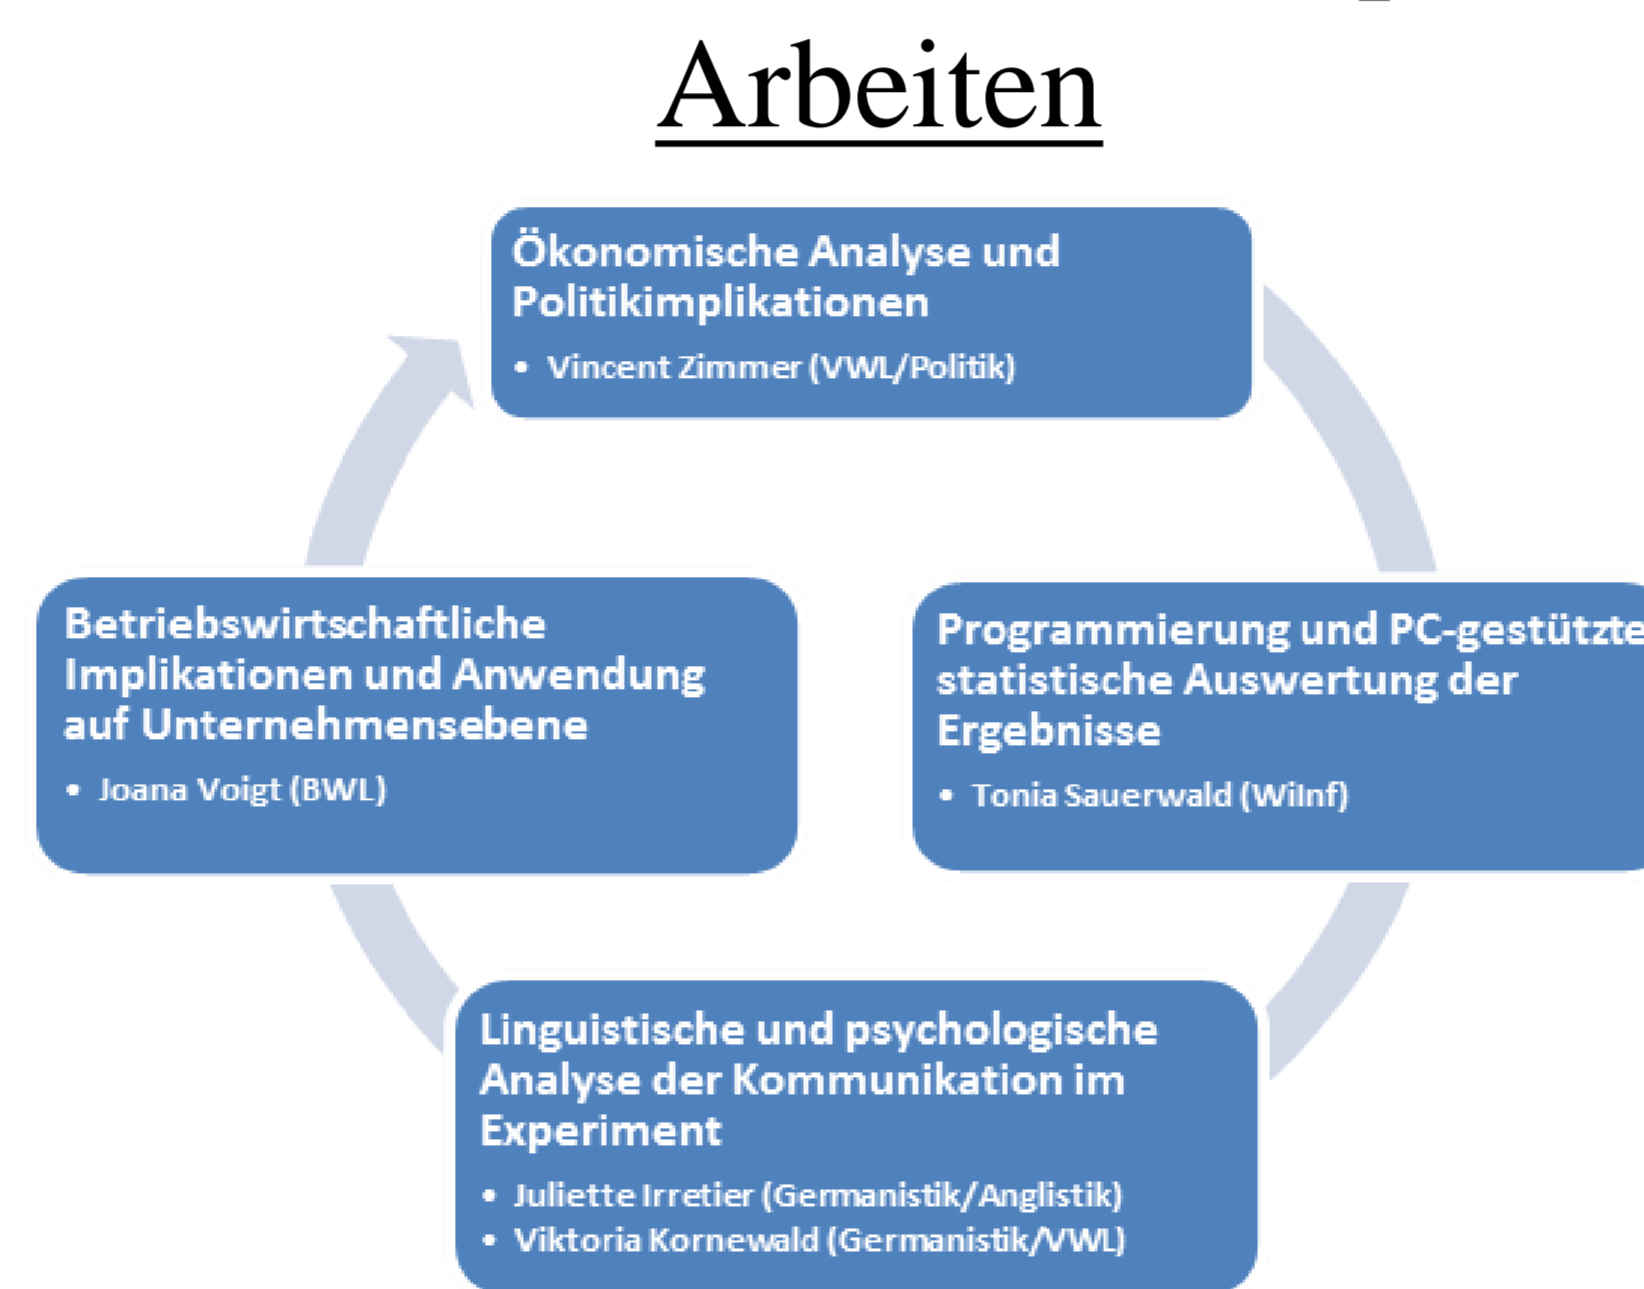 Arbeiten
Ökonomische Analyse und
Politikimplikationen
• Vincent Zimmer (VWL/Politik)
Betriebswirtschaftliche
Implikationen und Anwendung
auf Unternehmensebene
• Joana Voigt (BWL)
Programmierung und PC-gestützte
statistische Auswertung der
Ergebnisse
• Tonia Sauerwald (WiInf)
Linguistische und psychologische
Analyse der Kommunikation im
Experiment
• Juliette Irretier (Germanistik/Anglistik)
• Viktoria Kornewald (Germanistik/VWL)